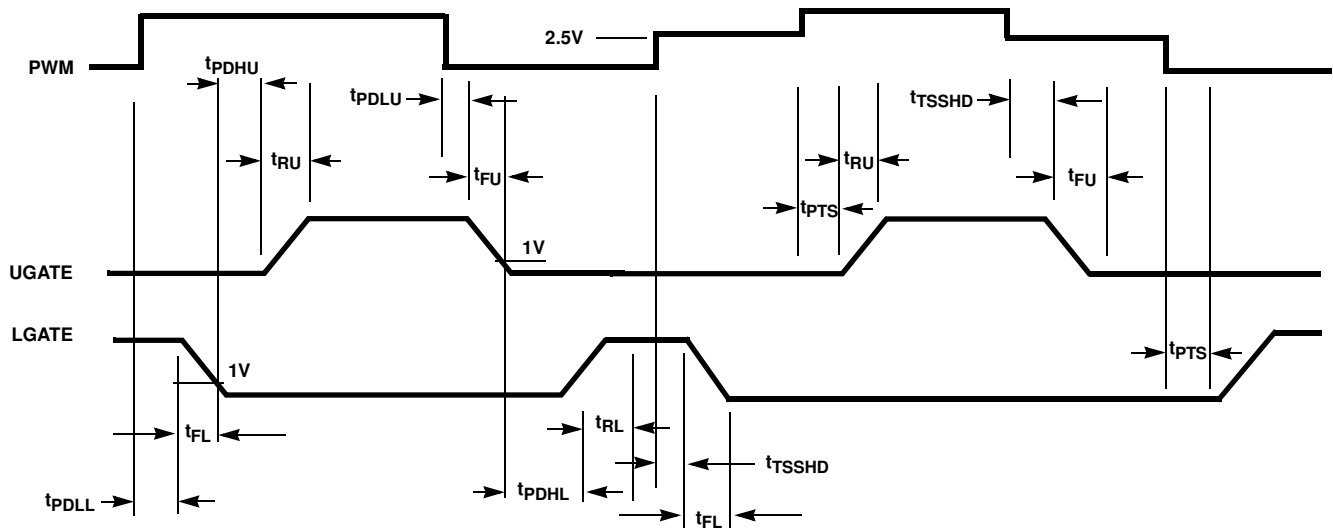 2.5V
PWM
tPDHU
tPDLU
tTSSHD
tRU
tRU
tFU
tFU
tPTS
1V
UGATE
LGATE
tPTS
1V
tRL
tFL
tTSSHD
tPDHL
tPDLL
tFL